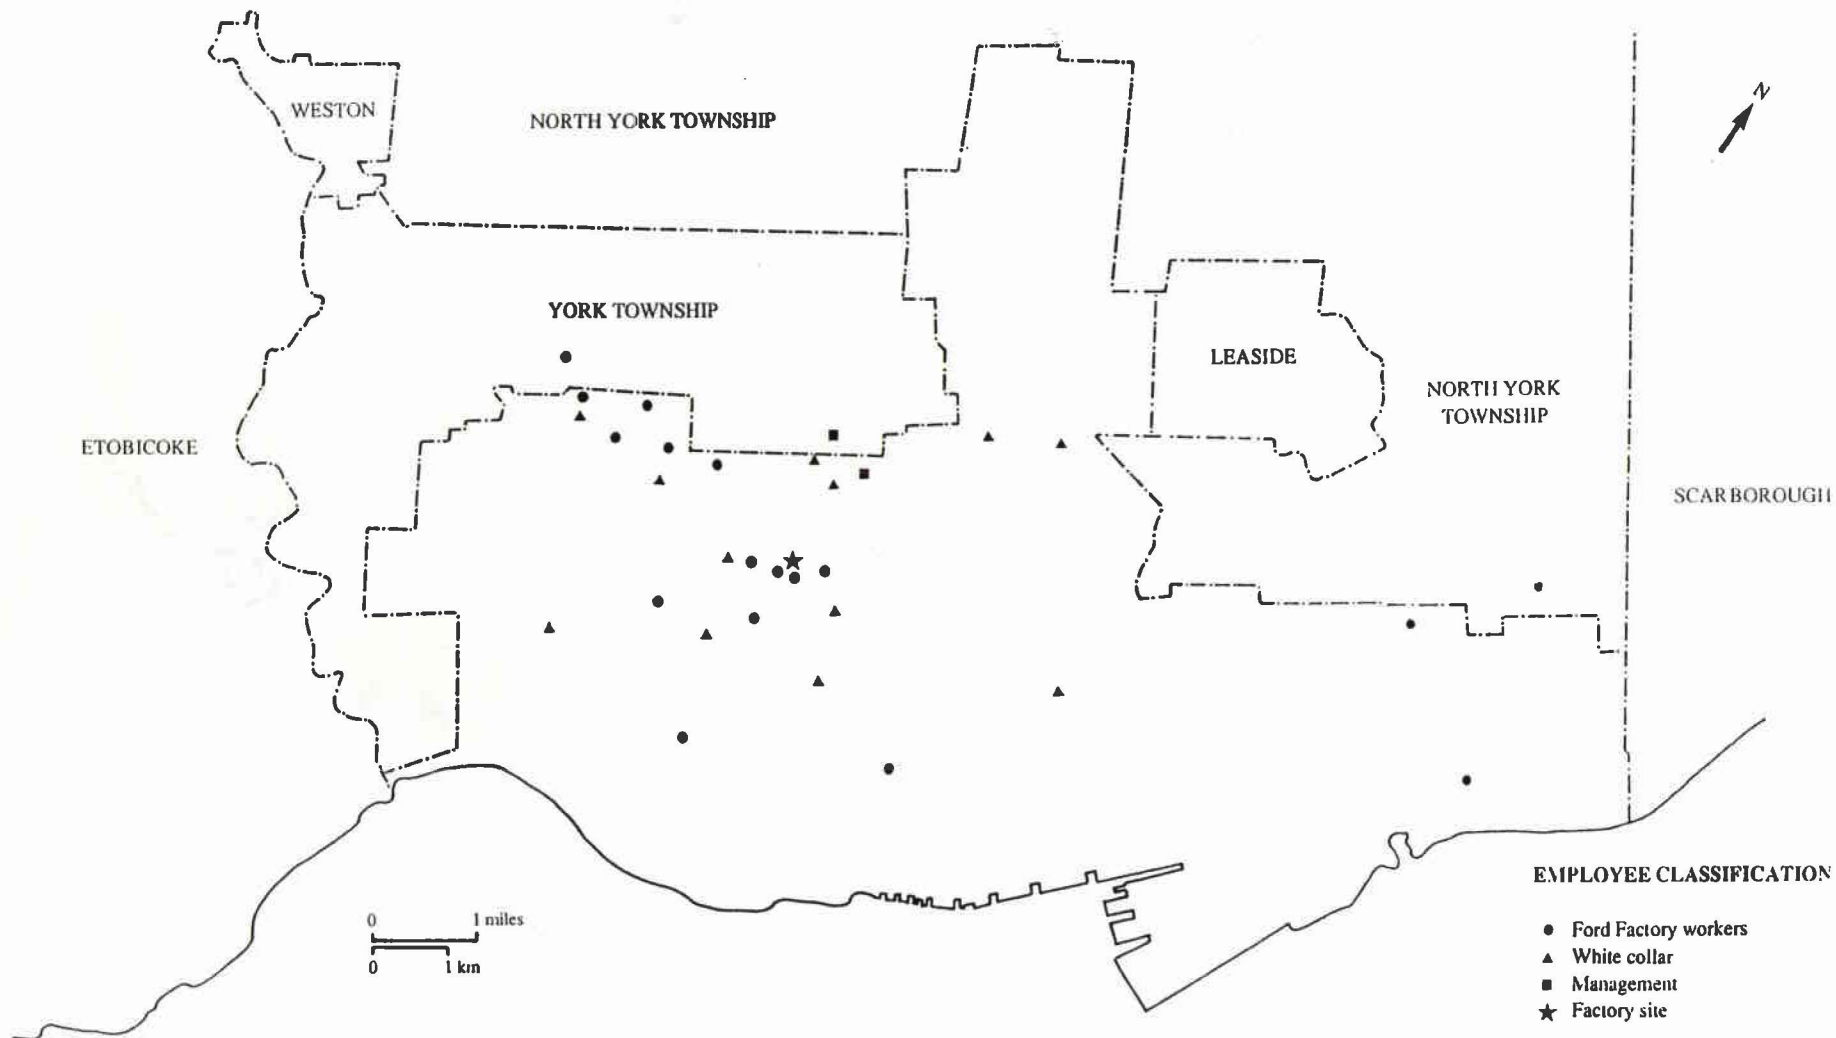 WESTON
NORTH YORK TOWNSHIP
N
YORK TOWNSHIP
LEASIDE
NORTH YORK
TOWNSHIP
ETOBICOKE
SCARBOROUGH
0 1 miles
0 1 km
EMPLOYEE CLASSIFICATION
Ford Factory workers
White collar
Management
Factory site